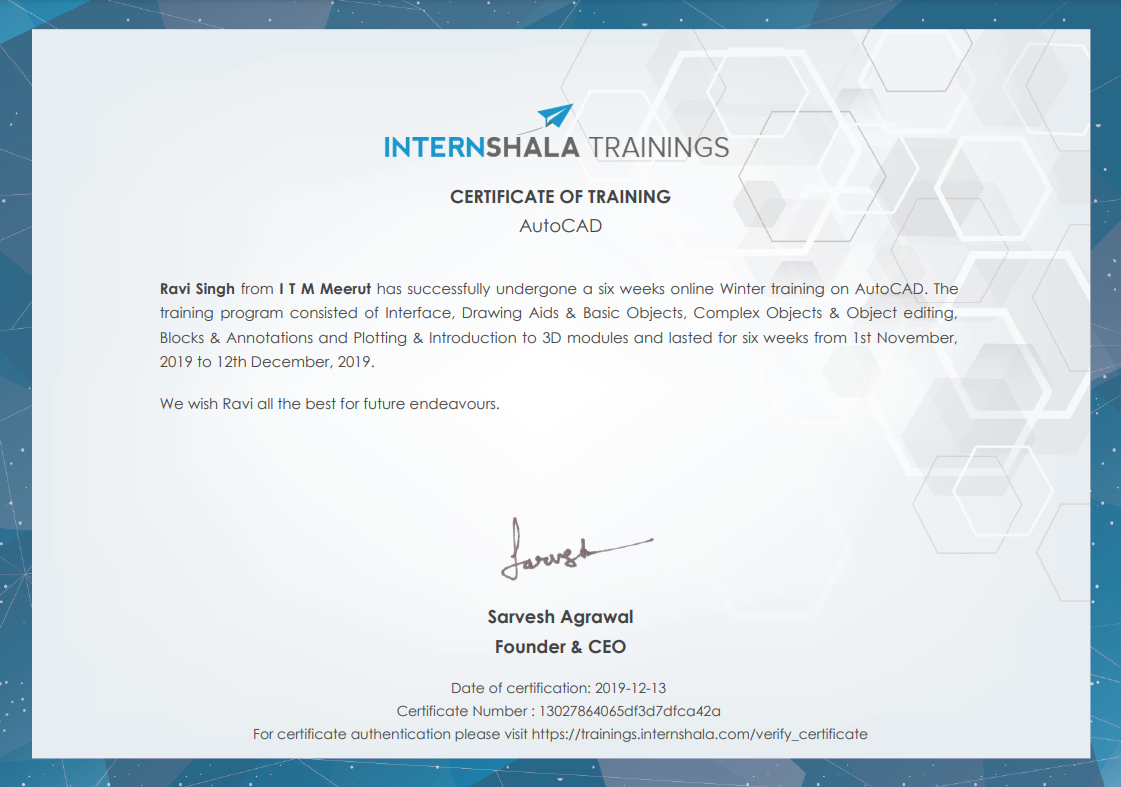 INTERNSHALA TRAININGS
CERTIFICATE OF TRAINING
AutoCAD
Ravi Singh from I T M Meerut has successfully undergone a six weeks online Winter training on AutoCAD. The
training program consisted of Interface, Drawing Aids & Basic Objects, Complex Objects & Object editing,
Blocks & Annotations and Plotting & Introduction to 3D modules and lasted for six weeks from 1st November,
2019 to 12th December, 2019.
We wish Ravi all the best for future endeavours.
Sarvesh
Sarvesh Agrawal
Founder & CEO
Date of certification: 2019-12-13
Certificate Number : 13027864065df3d7dfca42a
For certificate authentication please visit https://trainings.internshala.com/verify_certificate